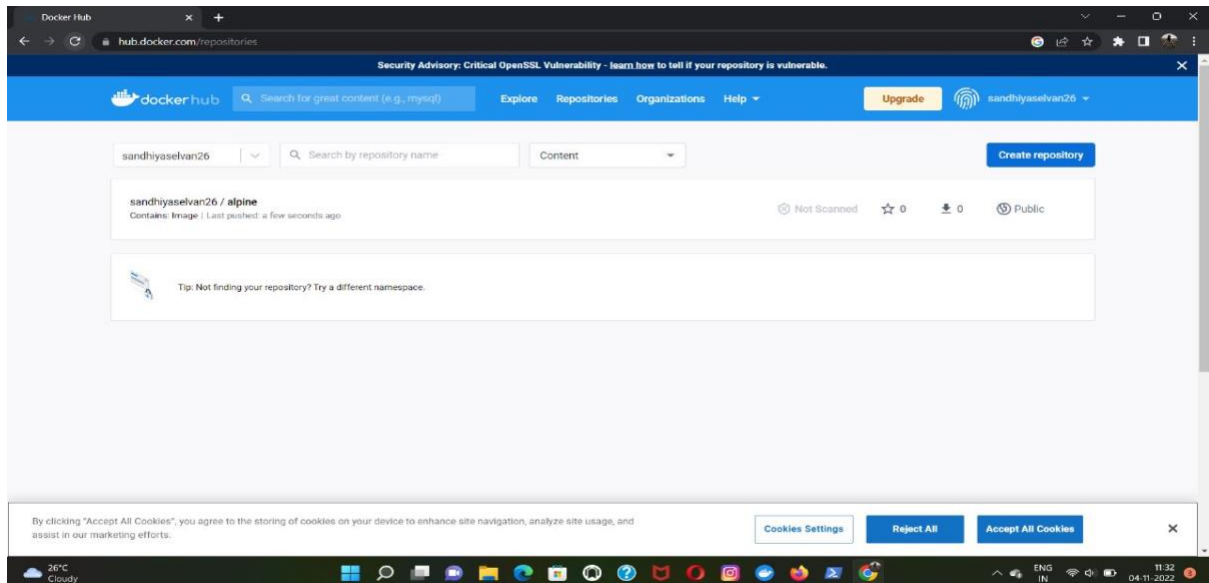 Docker Hub
hub.docker.com/repositories
Security Advisory: Critical OpenSSL Vulnerability - learn how to tell if your repository is vulnerable.
dockerhub Search for great content (e.g., mysql) Explore Repositories Organizations Help Upgrade sandhiyaselvan26
sandhiyaselvan26 Search by repository name Content Create repository
sandhiyaselvan26 / alpine
Contains: Image | Last pushed: a few seconds ago
Not Scanned 0 0 Public
Tip: Not finding your repository? Try a different namespace.
By clicking "Accept All Cookies", you agree to the storing of cookies on your device to enhance site navigation, analyze site usage, and
assist in our marketing efforts.
Cookies Settings Reject All Accept All Cookies
26°C
Cloudy
ENG
IN
11:32
04-11-2022